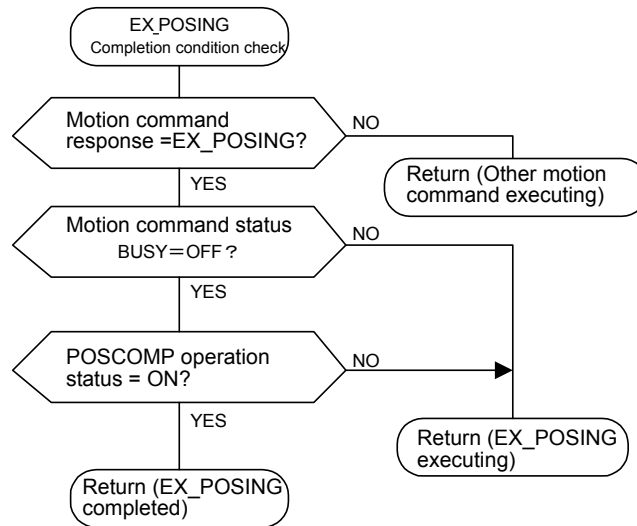 EX_POSING
Completion condition check
Motion command
response =EX_POSING?
NO
YES
Return (Other motion
command executing)
Motion command status
BUSY＝OFF？
NO
YES
POSCOMP operation
status = ON?
NO
YES
Return (EX_POSING
executing)
Return (EX_POSING
completed)